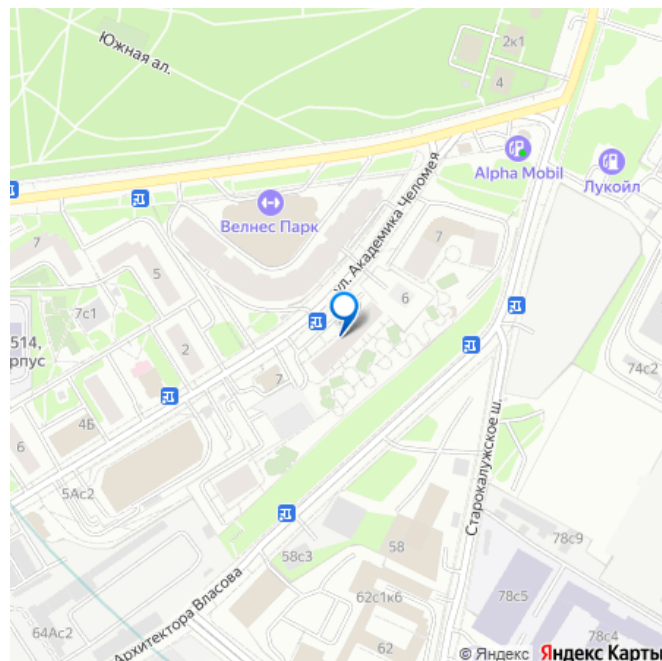 Южная ал.
2к1
4
Alpha Mobil
Лукойл
Велнес Парк
ул. Академика Челомея
7
5
7
7с1
6
514,
рпус
2
74с2
7
4Б
6
Старокалужское ш.
5Ас2
58
58с3
78с9
62с1к6
78с5
64Ас2
Архитектора Власова
62
78с4
© Яндекс Яндекс Карты